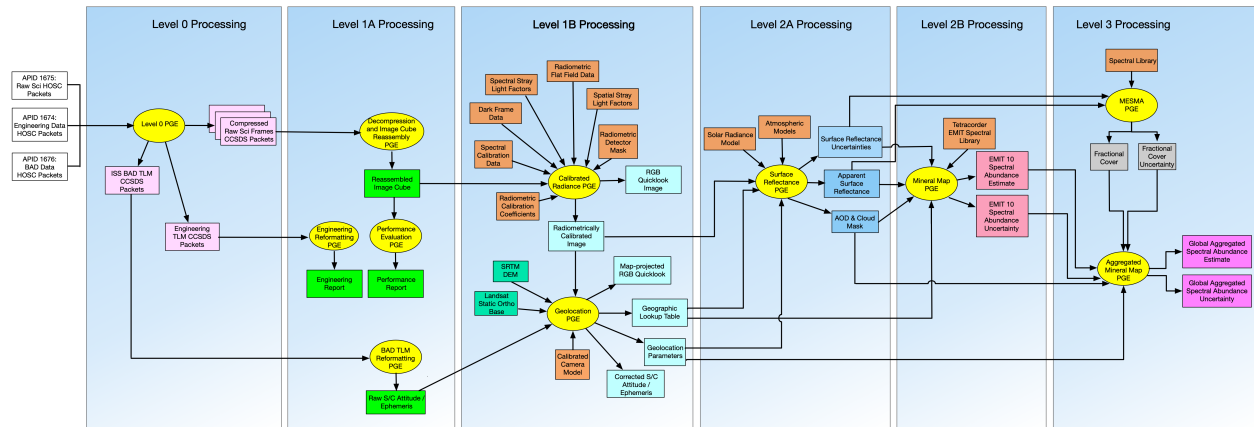 Level 0 Processing
Level 1A Processing
Level 1B Processing
Level 2A Processing
Level 2B Processing
Level 3 Processing
APID 1675:
Raw Sci HOSC
Packets
APID 1674:
Engineering Data
HOSC Packets
APID 1676:
BAD Data
HOSC Packets
Level 0 PGE
Compressed
Raw Sci Frames
CCSDS Packets
ISS BAD TLM
CCSDS
Packets
Engineering
TLM CCSDS
Packets
Decompression
and Image Cube
Reassembly
PGE
Reassembled
Image Cube
Engineering
Reformatting
PGE
Performance
Evaluation PGE
Engineering
Report
Performance
Report
BAD TLM
Reformatting
PGE
Raw S/C Attitude /
Ephemeris
Radiometric
Flat Field Data
Spectral Stray
Light Factors
Spatial Stray
Light Factors
Dark Frame
Data
Radiometric
Detector
Mask
Spectral
Calibration
Data
Calibrated
Radiance PGE
RGB
Quicklook
Image
Radiometric
Calibration
Coefficients
Radiometrically
Calibrated
Image
SRTM
DEM
Map-projected
RGB Quicklook
Landsat
Static Ortho
Base
Geolocation
PGE
Geographic
Lookup Table
Geolocation
Parameters
Calibrated
Camera
Model
Corrected S/C
Attitude /
Ephemeris
Atmospheric
Models
Solar Radiance
Model
Surface Reflectance
Uncertainties
Surface
Reflectance
PGE
Apparent
Surface
Reflectance
AOD & Cloud
Mask
Tetracorder
EMIT Spectral
Library
Mineral Map
PGE
EMIT 10
Spectral
Abundance
Estimate
EMIT 10
Spectral
Abundance
Uncertainty
Spectral Library
MESMA
PGE
Fractional
Cover
Fractional
Cover
Uncertainty
Aggregated
Mineral Map
PGE
Global Aggregated
Spectral Abundance
Estimate
Global Aggregated
Spectral Abundance
Uncertainty